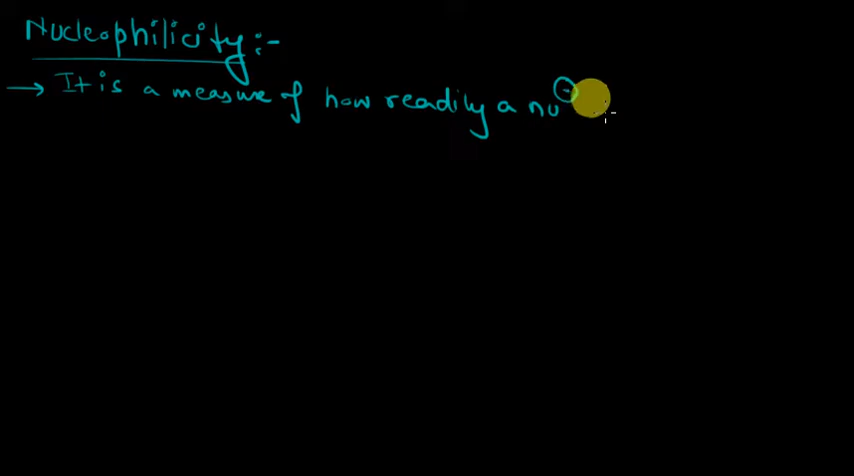 Nucleophilicity:-
→ It is a measure of how readily a nu⊖